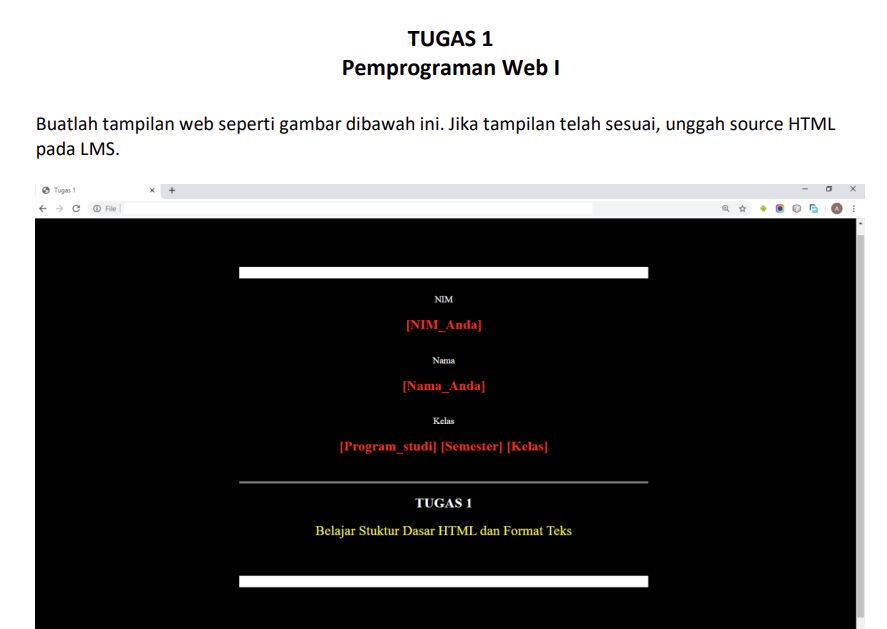 TUGAS 1
Pemprograman Web I
Buatlah tampilan web seperti gambar dibawah ini. Jika tampilan telah sesuai, unggah source HTML
pada LMS.
Tugas 1
File
A
NIM
[NIM_Anda]
Nama
[Nama_Anda]
Kelas
[Program_studi] [Semester] [Kelas]
TUGAS 1
Belajar Stuktur Dasar HTML dan Format Teks